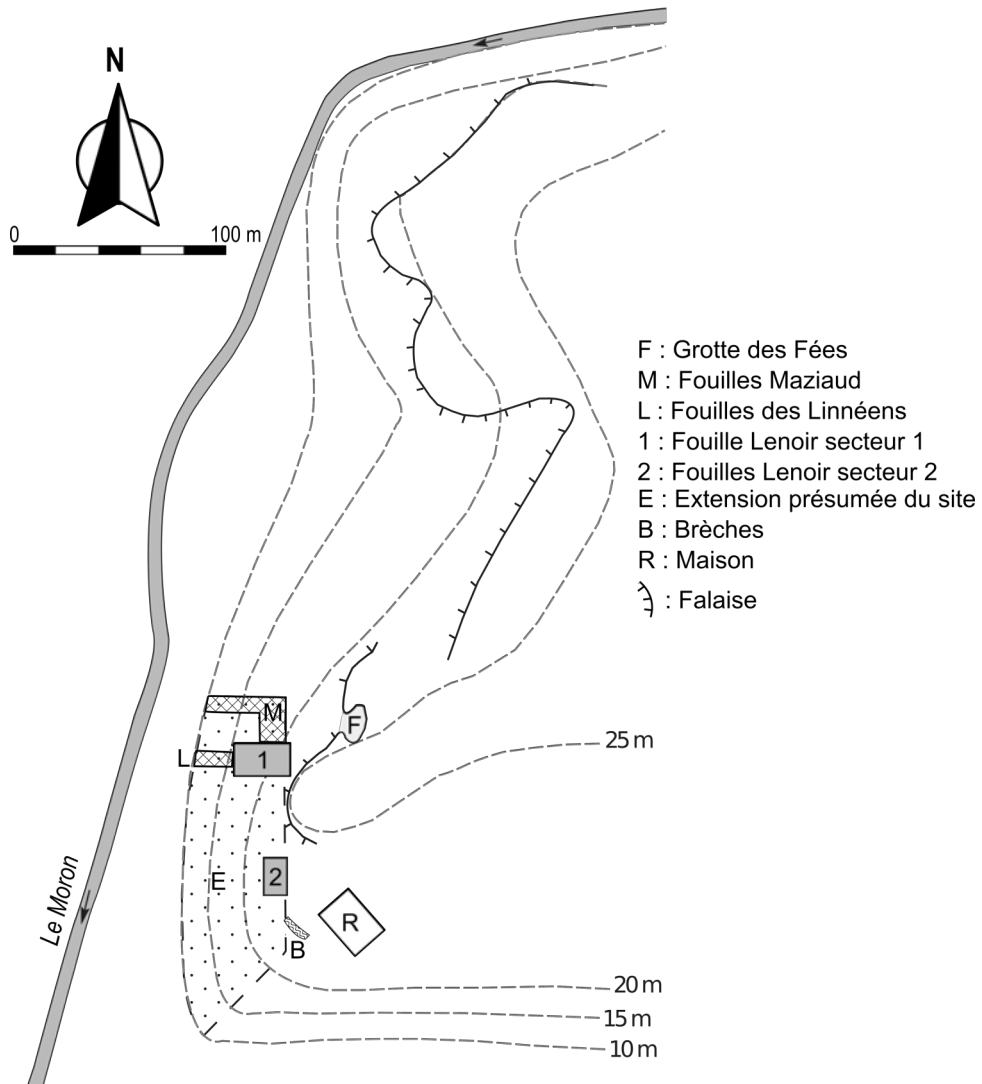 N
0 100 m
F : Grotte des Fées
M : Fouilles Maziaud
L : Fouilles des Linnéens
1 : Fouille Lenoir secteur 1
2 : Fouilles Lenoir secteur 2
E : Extension présumée du site
B : Brèches
R : Maison
: Falaise
M
F
L
1
25 m
E
2
R
B
Le Moron
20 m
15 m
10 m